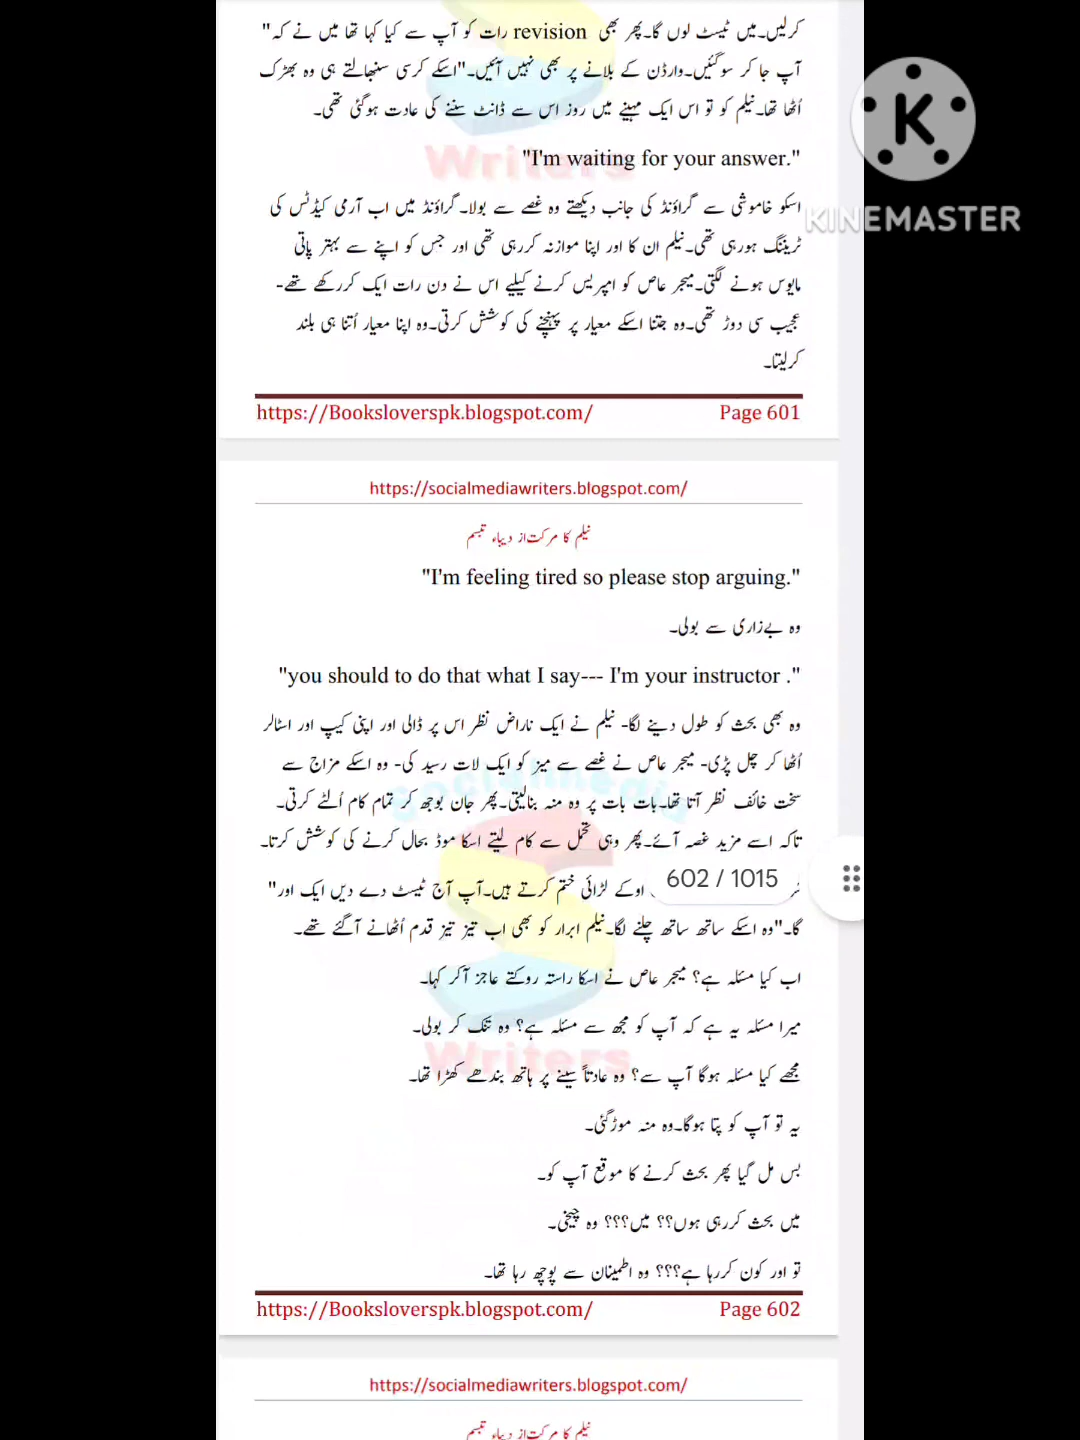 "رات کو آپ سے کیا کہا تھا میں نے کہ revision کرلیں۔میں ٹیسٹ لوں گا۔پھر بھی
آپ جا کر سوگئیں۔وارڈن کے بلانے پر بھی نہیں آئیں۔"اسکے کرسی سنبھالتے ہی وہ بھڑک
اُٹھا تھا۔نیلم کو تو اس ایک مہینے میں روز اس سے ڈانٹ سننے کی عادت ہوگئی تھی۔
"I'm waiting for your answer."
اسکو خاموشی سے گراؤنڈ کی جانب دیکھتے وہ غصے سے بولا۔گراؤنڈ میں اب آرمی کیڈٹس کی
ٹریننگ ہورہی تھی۔نیلم ان کا اور اپنا موازنہ کررہی تھی اور جس کو اپنے سے بہتر پاتی
مایوس ہونے لگتی۔میجر عاص کو امپریس کرنے کیلیے اس نے دن رات ایک کررکھے تھے-
عجیب سی دوڑ تھی۔وہ جتنا اسکے معیار پر پہنچنے کی کوشش کرتی۔وہ اپنا معیار اُتنا ہی بلند
کرلیتا۔
https://Booksloverspk.blogspot.com/ Page 601
KINEMASTER
https://socialmediawriters.blogspot.com/
نیلم کا مرکت از دیباء تبسم
"I'm feeling tired so please stop arguing."
وہ بےزاری سے بولی۔
"you should to do that what I say--- I'm your instructor ."
وہ بھی بحث کو طول دینے لگا- نیلم نے ایک ناراض نظر اس پر ڈالی اور اپنی کیپ اور اسٹالر
اُٹھا کر چل پڑی- میجر عاص نے غصے سے میز کو ایک لات رسید کی- وہ اسکے مزاج سے
سخت خائف نظر آتا تھا۔بات بات پر وہ منہ بنالیتی۔پھر جان بوجھ کر تمام کام اُلٹے کرتی۔
تاکہ اسے مزید غصہ آئے۔پھر وہی تحمل سے کام لیتے اسکا موڈ بحال کرنے کی کوشش کرتا۔
اوکے لڑائی ختم کرتے ہیں۔آپ آج ٹیسٹ دے دیں ایک اور"
602 / 1015
گا۔"وہ اسکے ساتھ ساتھ چلنے لگا۔نیلم ابرار کو بھی اب تیز تیز قدم اُٹھانے آگئے تھے۔
اب کیا مسئلہ ہے؟ میجر عاص نے اسکا راستہ روکتے عاجز آکر کہا۔
میرا مسئلہ یہ ہے کہ آپ کو مجھ سے مسئلہ ہے؟ وہ تنک کر بولی۔
مجھے کیا مسئلہ ہوگا آپ سے؟ وہ عادتاً سینے پر ہاتھ بندھے کھڑا تھا۔
یہ تو آپ کو پتا ہوگا۔وہ منہ موڑگئی۔
بس مل گیا پھر بحث کرنے کا موقع آپ کو۔
میں بحث کررہی ہوں؟؟ میں؟؟؟ وہ چیخی۔
تو اور کون کررہا ہے؟؟؟ وہ اطمینان سے پوچھ رہا تھا۔
https://Booksloverspk.blogspot.com/ Page 602
https://socialmediawriters.blogspot.com/
نیلم کا مرکت از دیباء تبسم